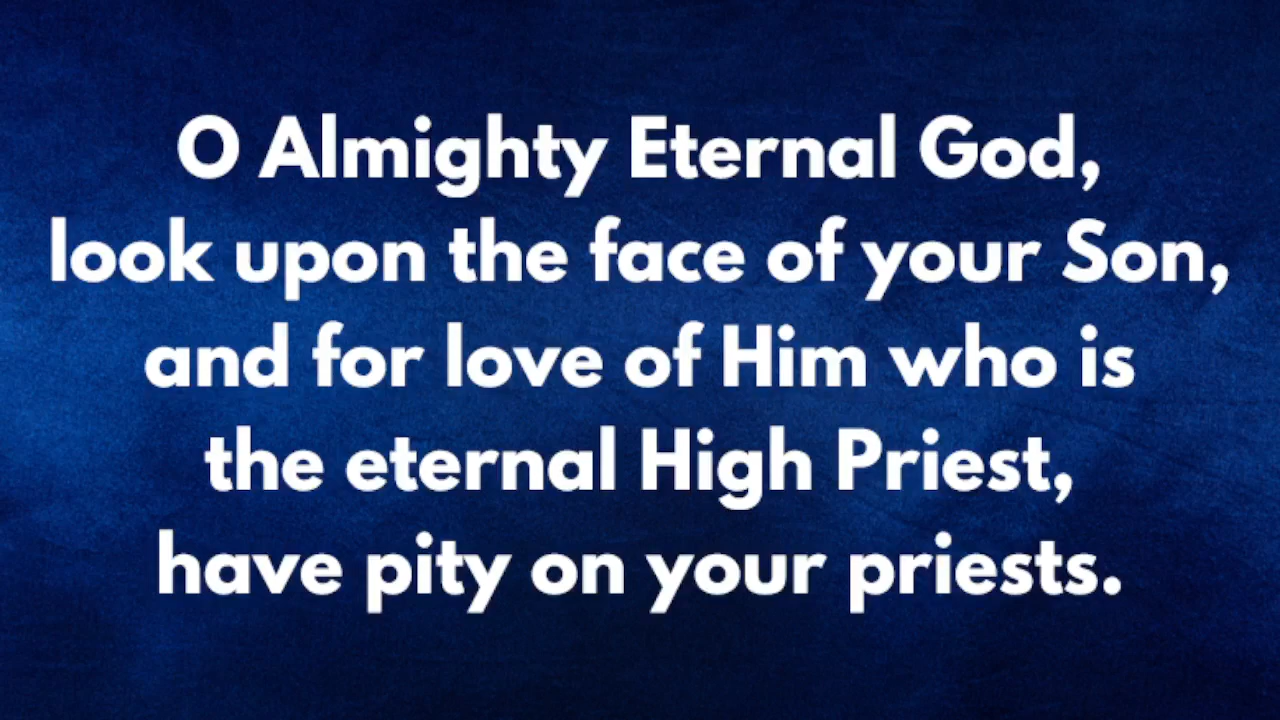 O Almighty Eternal God,
look upon the face of your Son,
and for love of Him who is
the eternal High Priest,
have pity on your priests.